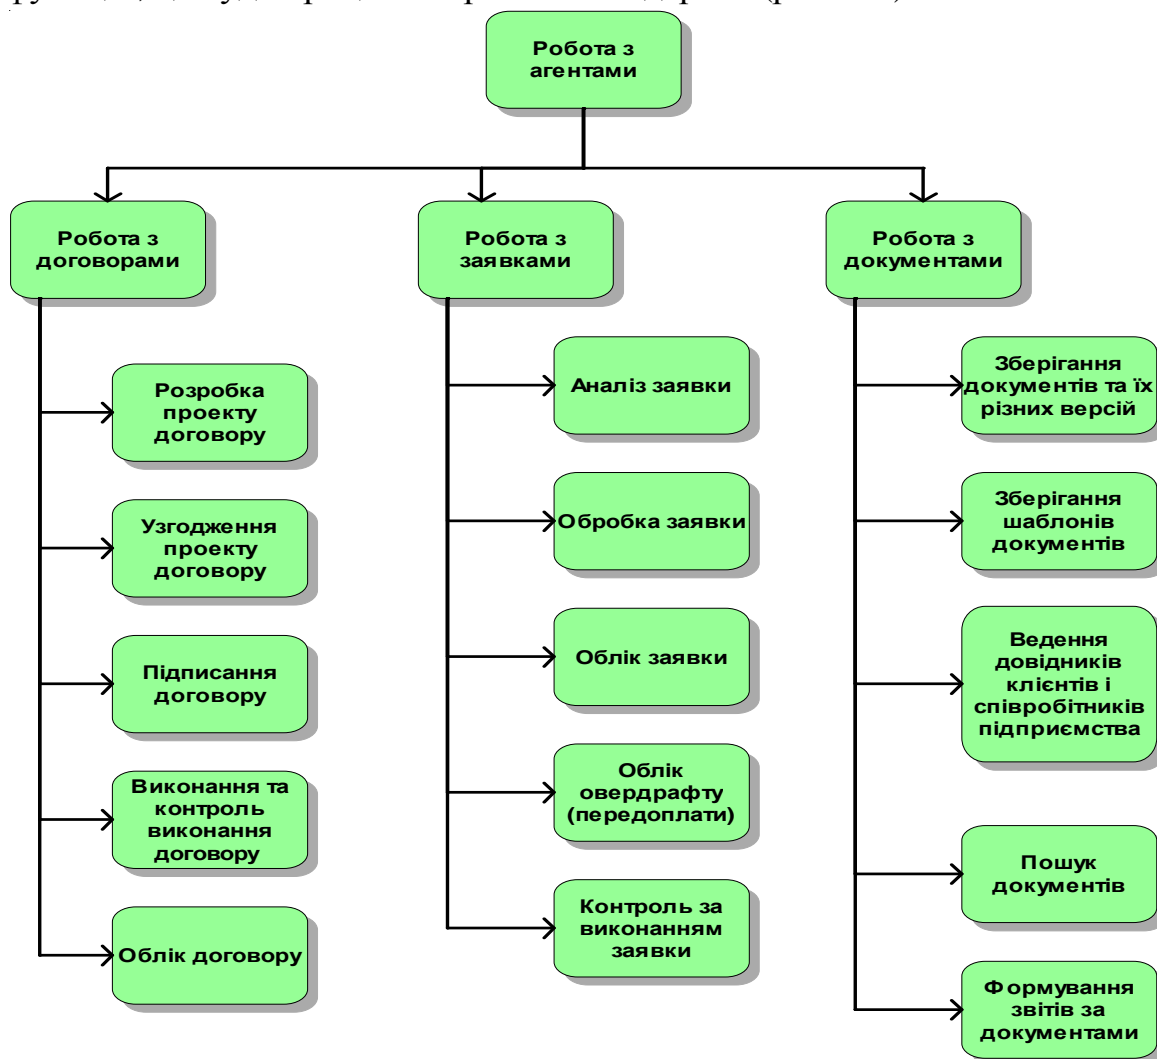 Робота з
агентами
Робота з
договорами
Робота з
заявками
Робота з
документами
Розробка
проекту
договору
Узгодження
проекту
договору
Підписання
договору
Виконання та
контроль
виконання
договору
Облік договору
Аналіз заявки
Обробка заявки
Облік заявки
Облік
овердрафту
(передоплати)
Контроль за
виконанням
заявки
Зберігання
документів та їх
різних версій
Зберігання
шаблонів
документів
Ведення
довідників
клієнтів і
співробітників
підприємства
Пошук
документів
Формування
звітів за
документами